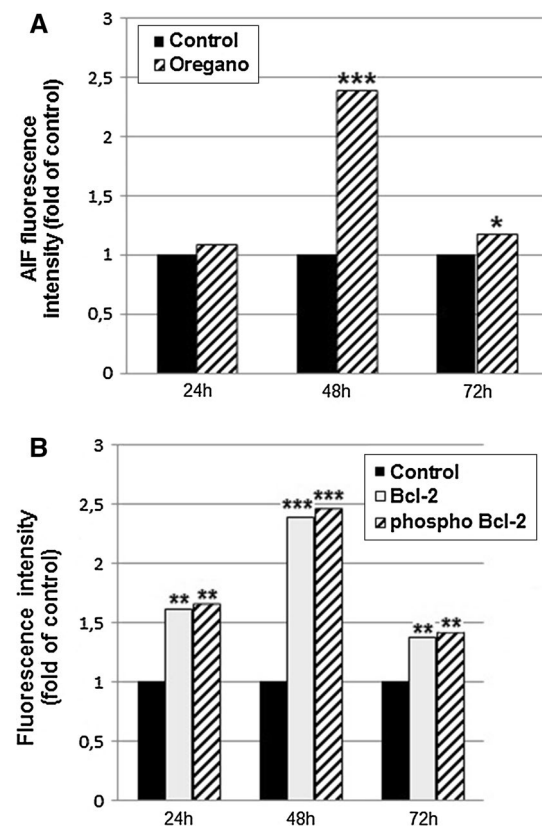 A
AIF fluorescence
intensity (fold of control)
3
2,5
2
1,5
1
0,5
0
Control
Oregano
***
*
24h
48h
72h
B
Fluorescence intensity
(fold of control)
3
2,5
2
1,5
1
0,5
0
Control
Bcl-2
phospho Bcl-2
** **
*** ***
** **
24h
48h
72h